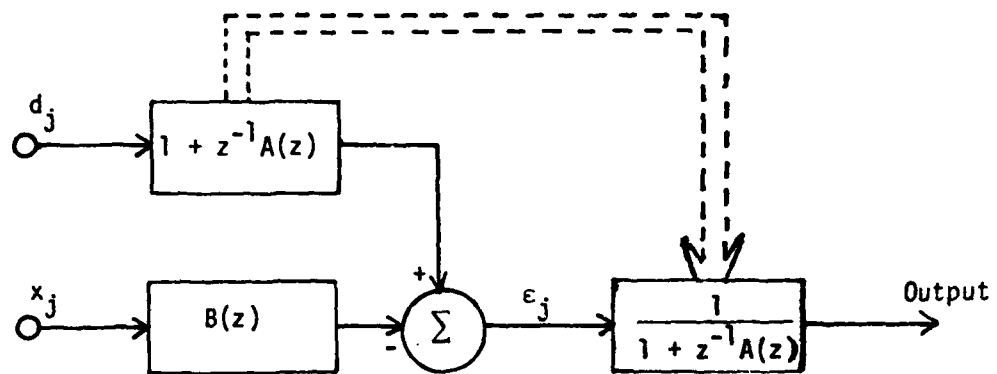 d_j
1 + z^-1 A(z)
+
x_j
B(z)
-
Σ
ε_j
1
1 + z^-1 A(z)
Output